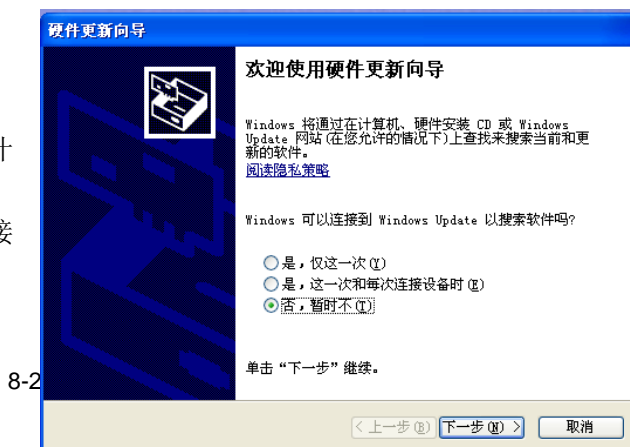 硬件更新向导
欢迎使用硬件更新向导
Windows 将通过在计算机、硬件安装 CD 或 Windows
Update 网站(在您允许的情况下)上查找来搜索当前和更
新的软件。
阅读隐私策略
Windows 可以连接到 Windows Update 以搜索软件吗?
是，仅这一次(Y)
是，这一次和每次连接设备时(E)
否，暂时不(T)
单击“下一步”继续。
< 上一步(B) 下一步(N) > 取消
接
8-2